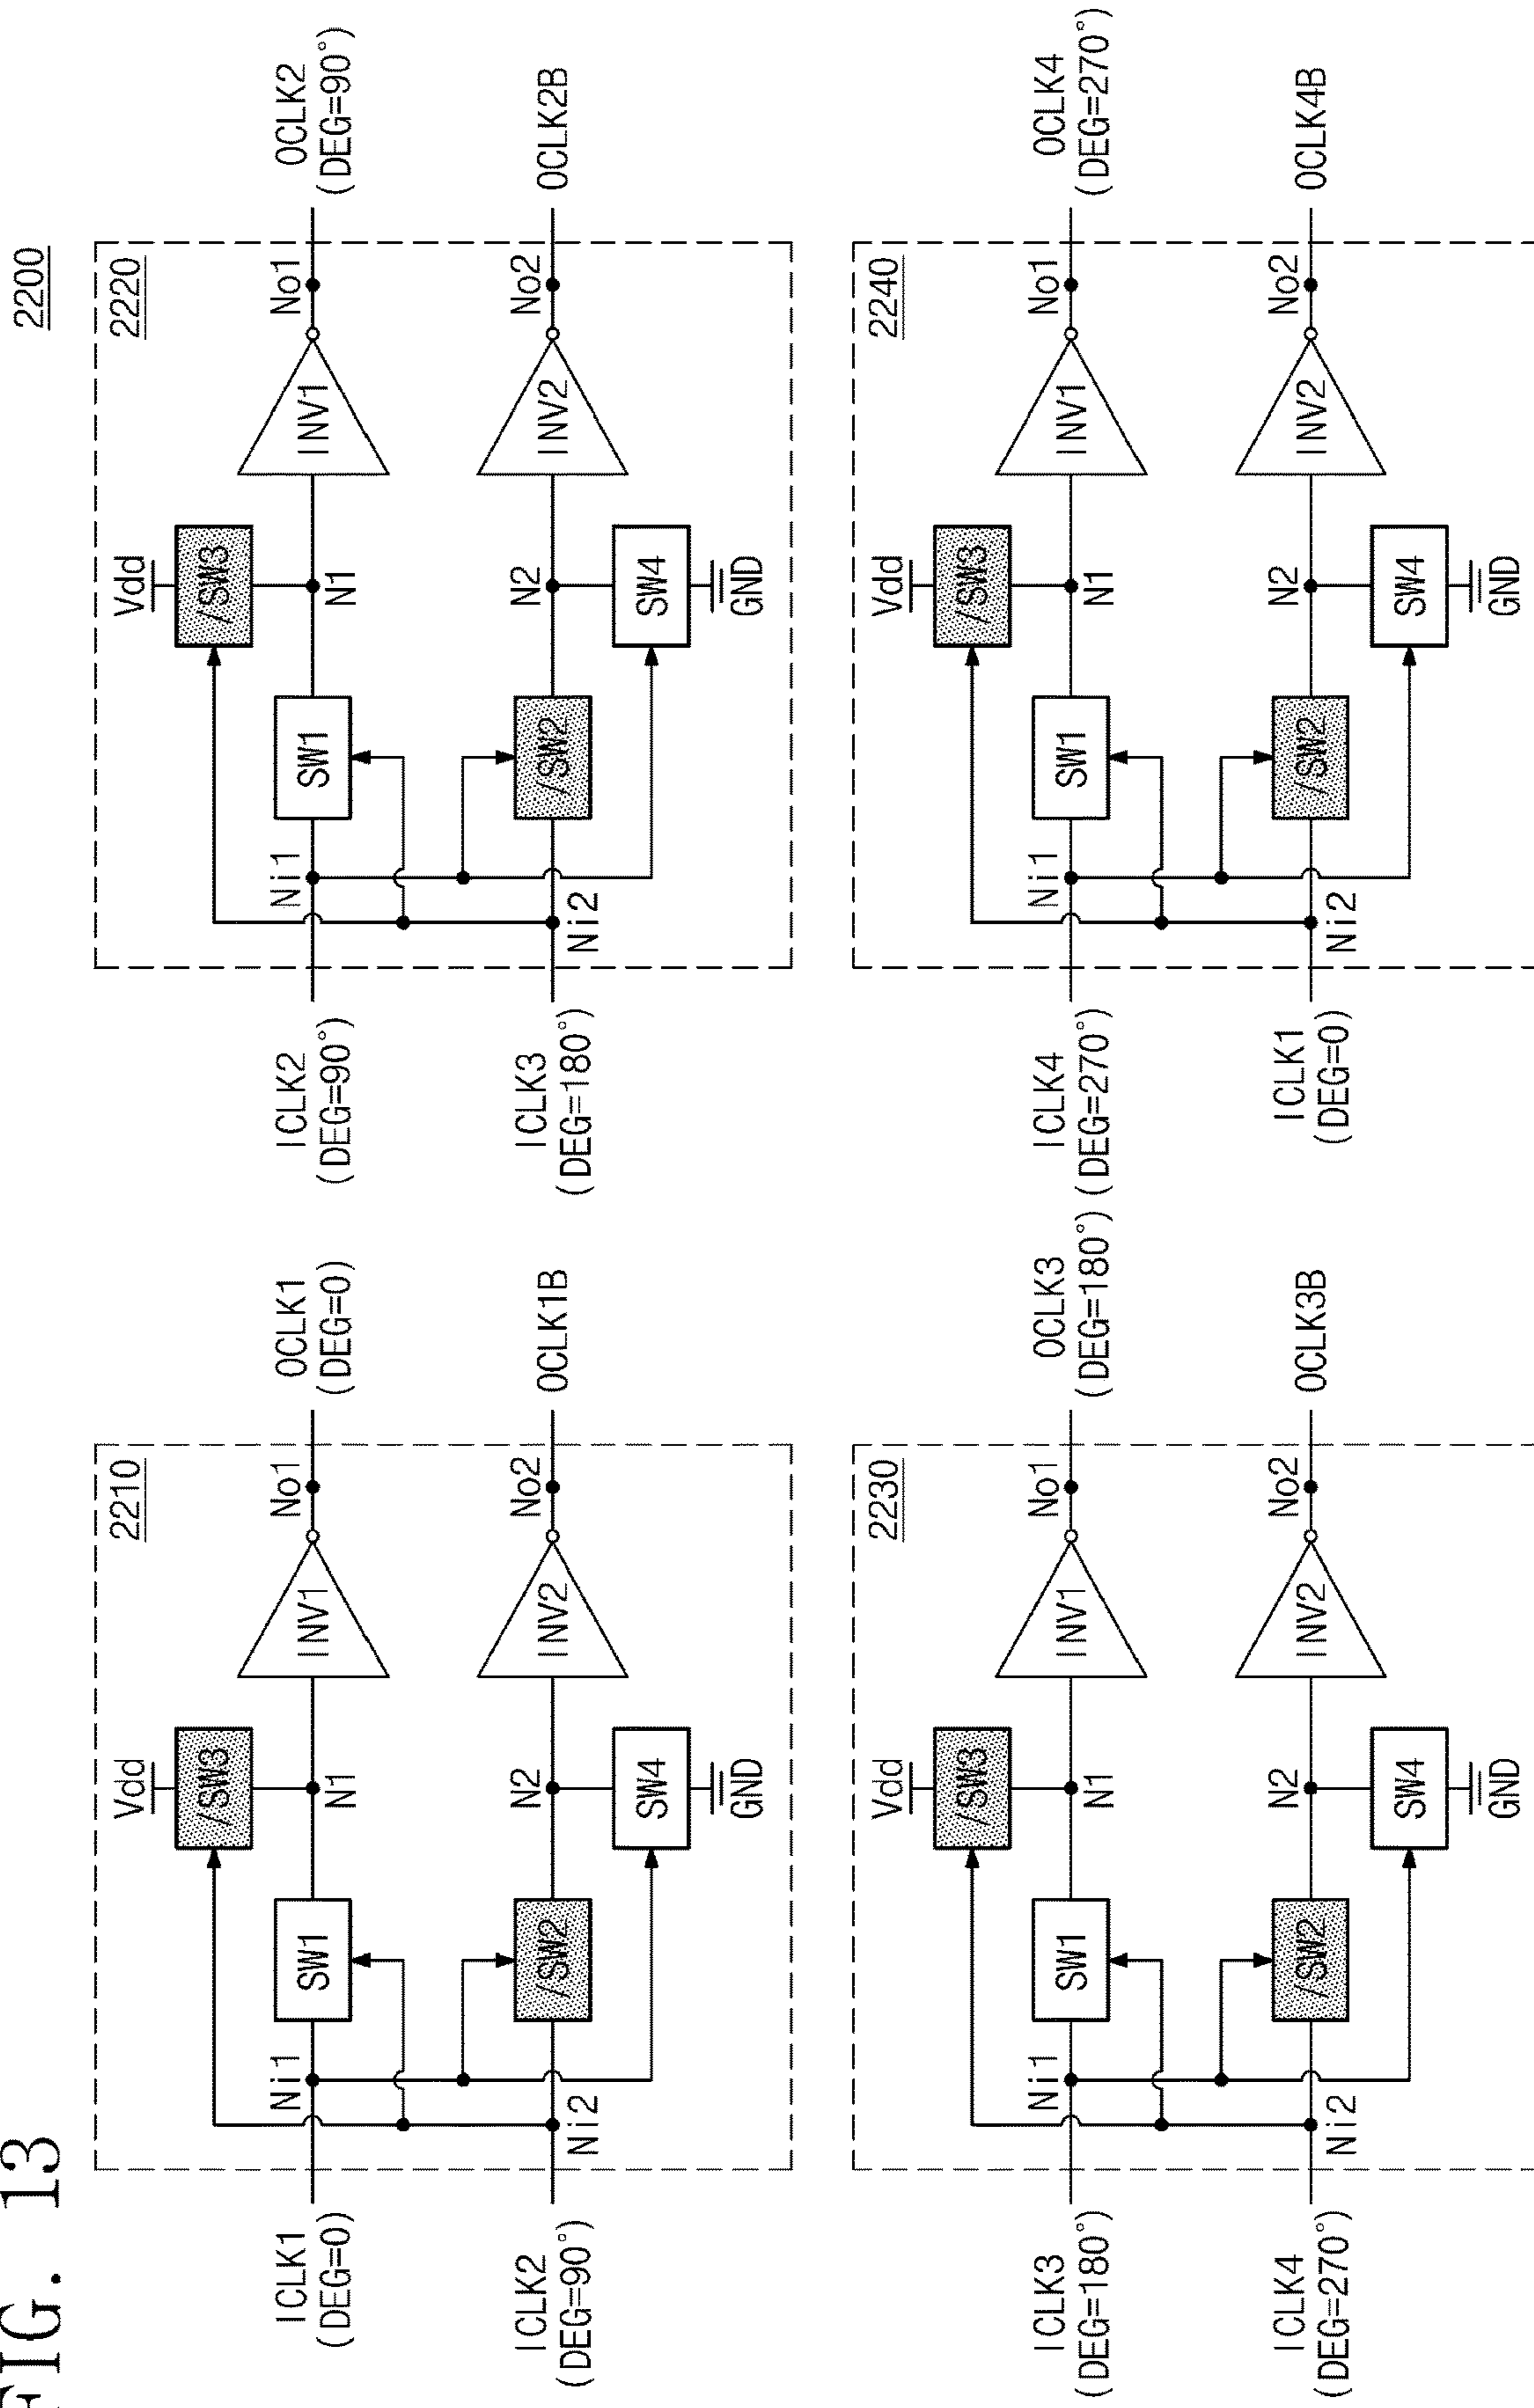 FIG. 13
2200
2210
Vdd
/SW3
ICLK1
(DEG=0)
Ni1
SW1
N1
INV1
No1
OCLK1
(DEG=0)
ICLK2
(DEG=90°)
Ni2
/SW2
N2
INV2
No2
OCLK1B
SW4
GND
2220
Vdd
/SW3
ICLK2
(DEG=90°)
Ni1
SW1
N1
INV1
No1
OCLK2
(DEG=90°)
ICLK3
(DEG=180°)
Ni2
/SW2
N2
INV2
No2
OCLK2B
SW4
GND
2230
Vdd
/SW3
ICLK3
(DEG=180°)
Ni1
SW1
N1
INV1
No1
OCLK3
(DEG=180°)
ICLK4
(DEG=270°)
Ni2
/SW2
N2
INV2
No2
OCLK3B
SW4
GND
2240
Vdd
/SW3
ICLK4
(DEG=270°)
Ni1
SW1
N1
INV1
No1
OCLK4
(DEG=270°)
ICLK1
(DEG=0)
Ni2
/SW2
N2
INV2
No2
OCLK4B
SW4
GND